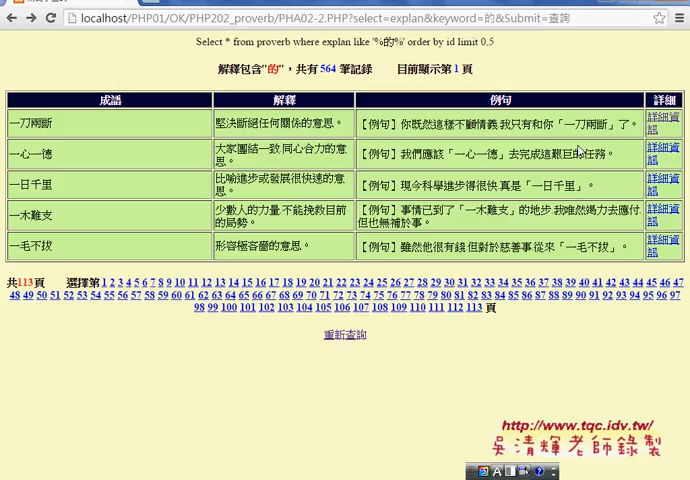 localhost/PHP01/OK/PHP202_proverb/PHA02-2.PHP?select=explan&keyword=的&Submit=查詢
Select * from proverb where explan like '%的%' order by id limit 0,5
解釋包含"的"，共有 564 筆記錄 目前顯示第 1 頁
成語 解釋 例句 詳細
一刀兩斷 堅決斷絕任何關係的意思。 【例句】你既然這樣不顧情義,我只有和你「一刀兩斷」了。 詳細資訊
一心一德 大家團結一致,同心合力的意思。 【例句】我們應該「一心一德」去完成這艱巨的任務。 詳細資訊
一日千里 比喻進步或發展很快速的意思。 【例句】現今科學進步得很快,真是「一日千里」。 詳細資訊
一木難支 少數人的力量,不能挽救目前的局勢。 【例句】事情已到了「一木難支」的地步,我唯然竭力去應付,但也無補於事。 詳細資訊
一毛不拔 形容極吝嗇的意思。 【例句】雖然他很有錢,但對於慈善事從來「一毛不拔」。 詳細資訊
共113頁 選擇第 1 2 3 4 5 6 7 8 9 10 11 12 13 14 15 16 17 18 19 20 21 22 23 24 25 26 27 28 29 30 31 32 33 34 35 36 37 38 39 40 41 42 43 44 45 46 47
48 49 50 51 52 53 54 55 56 57 58 59 60 61 62 63 64 65 66 67 68 69 70 71 72 73 74 75 76 77 78 79 80 81 82 83 84 85 86 87 88 89 90 91 92 93 94 95 96 97
98 99 100 101 102 103 104 105 106 107 108 109 110 111 112 113 頁
重新查詢
http://www.tqc.idv.tw/
吳清輝老師錄製